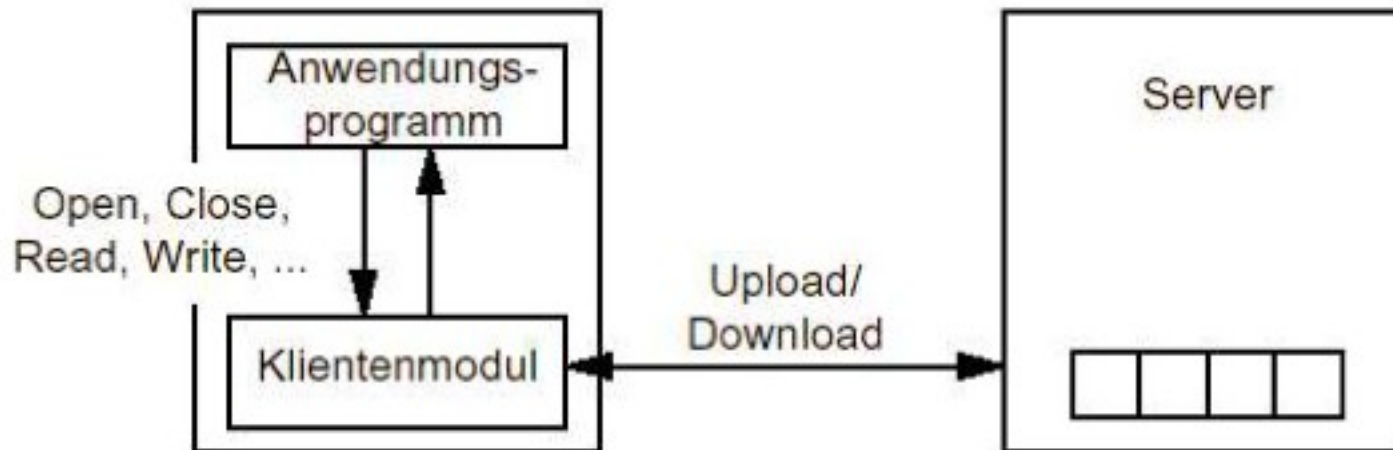 Anwendungs-
programm
Server
Open, Close,
Read, Write, ...
Upload/
Download
Klientenmodul